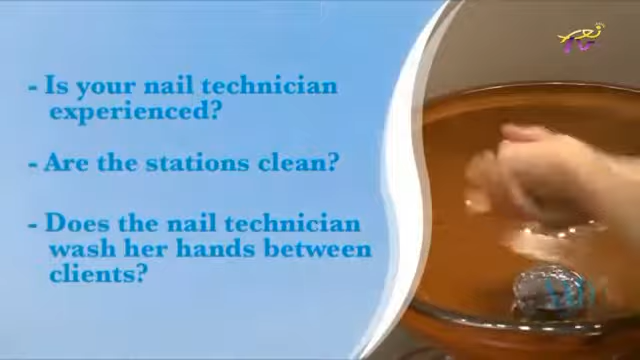 - Is your nail technician
experienced?
- Are the stations clean?
- Does the nail technician
wash her hands between
clients?